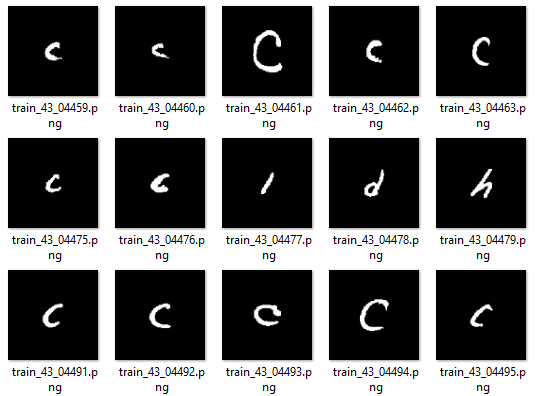 c c C c C
train_43_04459.p train_43_04460.p train_43_04461.p train_43_04462.p train_43_04463.p
ng ng ng ng ng
c c l d h
train_43_04475.p train_43_04476.p train_43_04477.p train_43_04478.p train_43_04479.p
ng ng ng ng ng
c c c C c
train_43_04491.p train_43_04492.p train_43_04493.p train_43_04494.p train_43_04495.p
ng ng ng ng ng